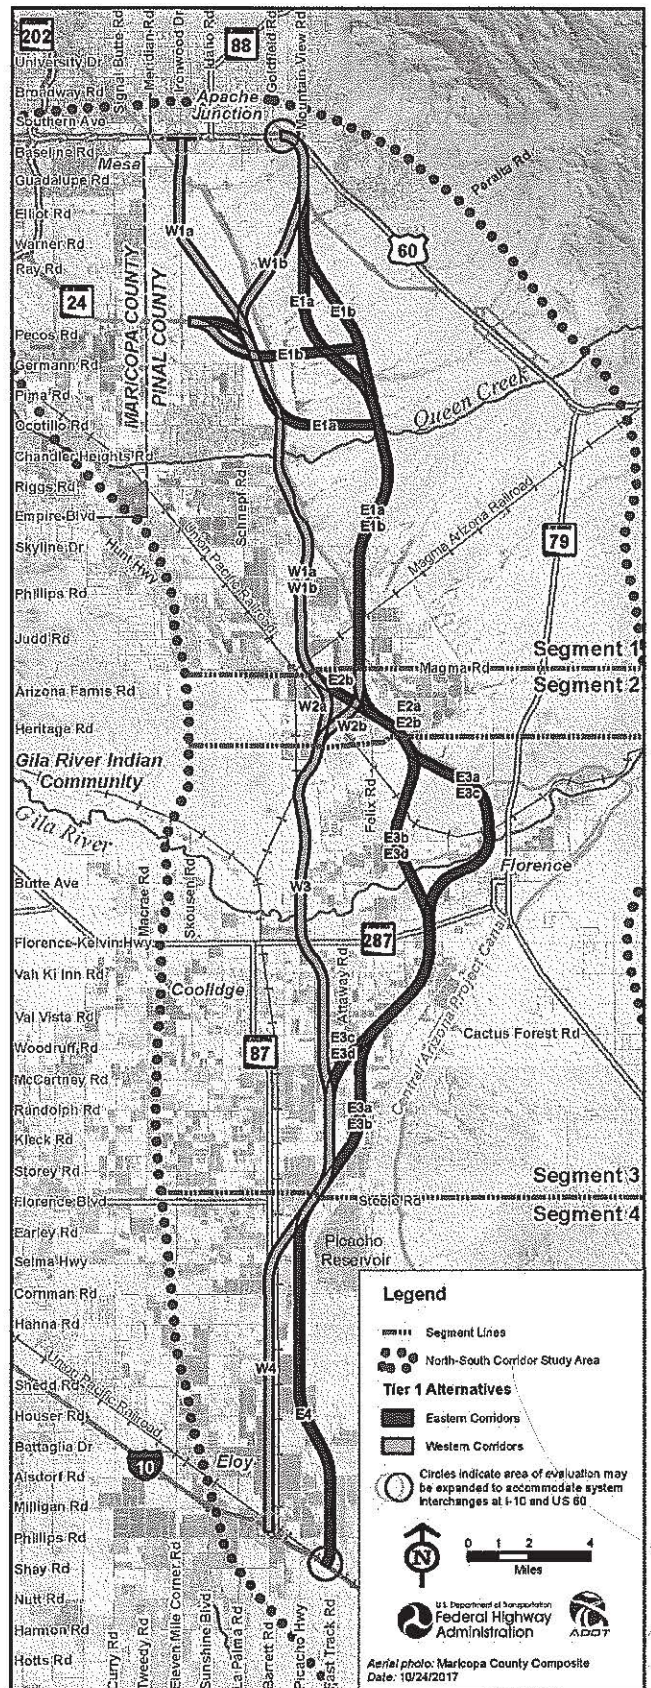 202
88
Signal Butte Rd
Meridian Rd
Ironwood Dr
Idaho Rd
Goldfield Rd
Mountain View Rd
University Dr
Broadway Rd
Southern Ave
Baseline Rd
Guadalupe Rd
Elliot Rd
Warner Rd
Ray Rd
24
Pecos Rd
Germann Rd
Pima Rd
Ocotillo Rd
Chandler Heights Rd
Riggs Rd
Empire Blvd
Skyline Dr
Phillips Rd
Judd Rd
Arizona Farms Rd
Heritage Rd
Apache
Junction
Mesa
Peralta Rd
60
MARICOPA COUNTY
PINAL COUNTY
W1a
W1b
E1a
E1b
E1b
E1a
Queen Creek
Schnepf Rd
Hunt Hwy
Union Pacific Railroad
E1a
E1b
Magma Arizona Railroad
79
W1a
W1b
Segment 1
Magma Rd
Segment 2
E2b
W2a
W2b
E2a
E2b
Gila River Indian
Community
Gila River
Felix Rd
E3a
E3c
E3b
E3d
Florence
W3
Butte Ave
Macrae Rd
Skousen Rd
Florence-Kelvin Hwy
287
Vah Ki Inn Rd
Coolidge
Attaway Rd
Val Vista Rd
Woodruff Rd
87
E3c
E3d
Central Arizona Project Canal
Cactus Forest Rd
McCartney Rd
Randolph Rd
E3a
E3b
Kleck Rd
Storey Rd
Segment 3
Florence Blvd
Steele Rd
Segment 4
Earley Rd
Selma Hwy
Picacho
Reservoir
Cornman Rd
Hanna Rd
Union Pacific Railroad
W4
Shedd Rd
E4
Houser Rd
Battaglia Dr
10
Eloy
Alsdorf Rd
Milligan Rd
Phillips Rd
Shay Rd
Nutt Rd
Harmon Rd
Hotts Rd
Curry Rd
Tweedy Rd
Eleven Mile Corner Rd
Sunshine Blvd
La Palma Rd
Barrett Rd
Picacho Hwy
East Track Rd
Legend
Segment Lines
North-South Corridor Study Area
Tier 1 Alternatives
Eastern Corridors
Western Corridors
Circles indicate area of evaluation may
be expanded to accommodate system
interchanges at I-10 and US 60
N
0 1 2 4
Miles
U.S. Department of Transportation
Federal Highway
Administration
ADOT
Aerial photo: Maricopa County Composite
Date: 10/24/2017